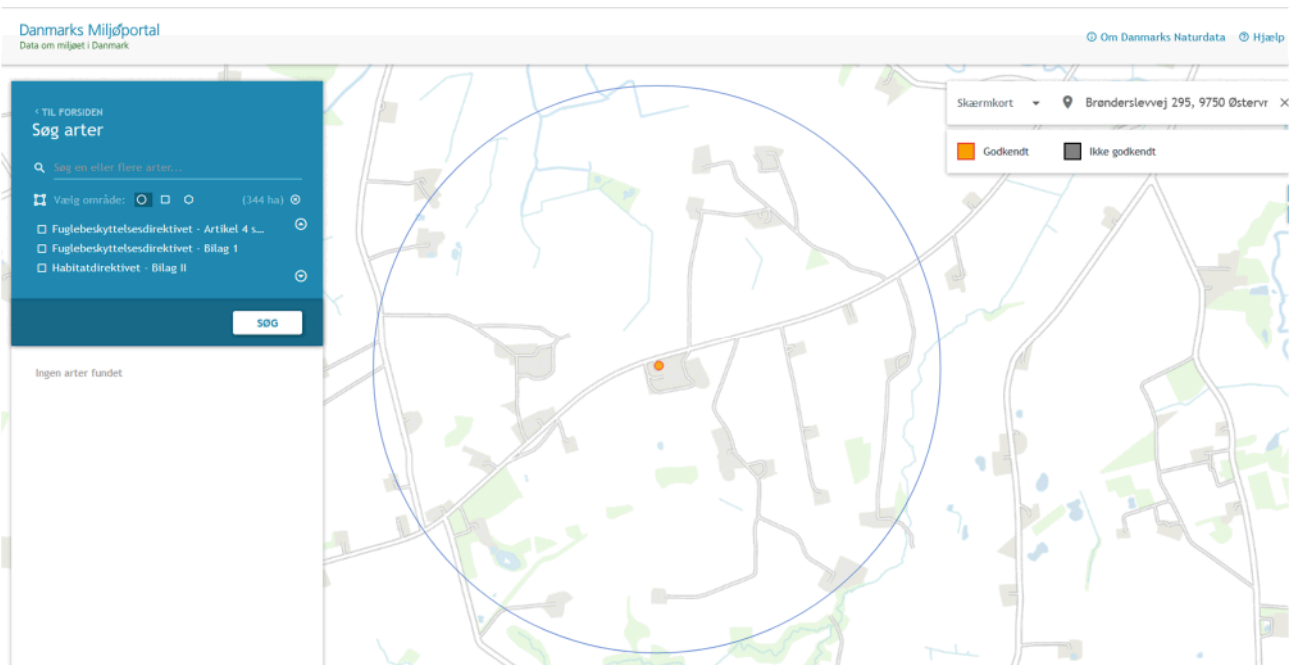 Danmarks Miljøportal
Data om miljøet i Danmark
Om Danmarks Naturdata
Hjælp
< TIL FORSIDEN
Søg arter
Søg en eller flere arter...
Vælg område:
(344 ha)
Fuglebeskyttelsesdirektivet - Artikel 4 s...
Fuglebeskyttelsesdirektivet - Bilag 1
Habitatdirektivet - Bilag II
SØG
Ingen arter fundet
Skærmkort
Brønderslevvej 295, 9750 Østervr
Godkendt
Ikke godkendt